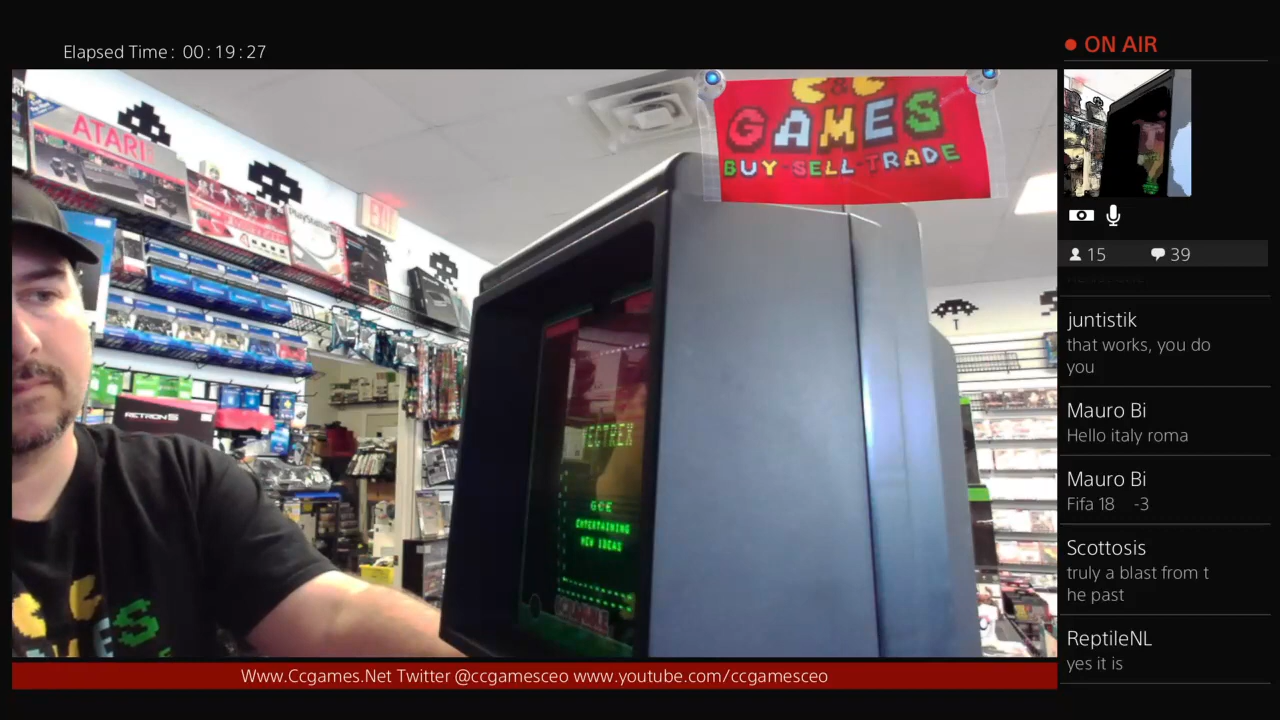 Elapsed Time: 00:19:27
ON AIR
C&C
GAMES
BUY-SELL-TRADE
ATARI
EXIT
PlayStation
RETRON 5
VECTREX
GCE
ENTERTAINING
NEW IDEAS
SCRAMBLE
15
39
juntistik
that works, you do
you
Mauro Bi
Hello italy roma
Mauro Bi
Fifa 18 -3
Scottosis
truly a blast from t
he past
ReptileNL
yes it is
Www.Ccgames.Net Twitter @ccgamesceo www.youtube.com/ccgamesceo